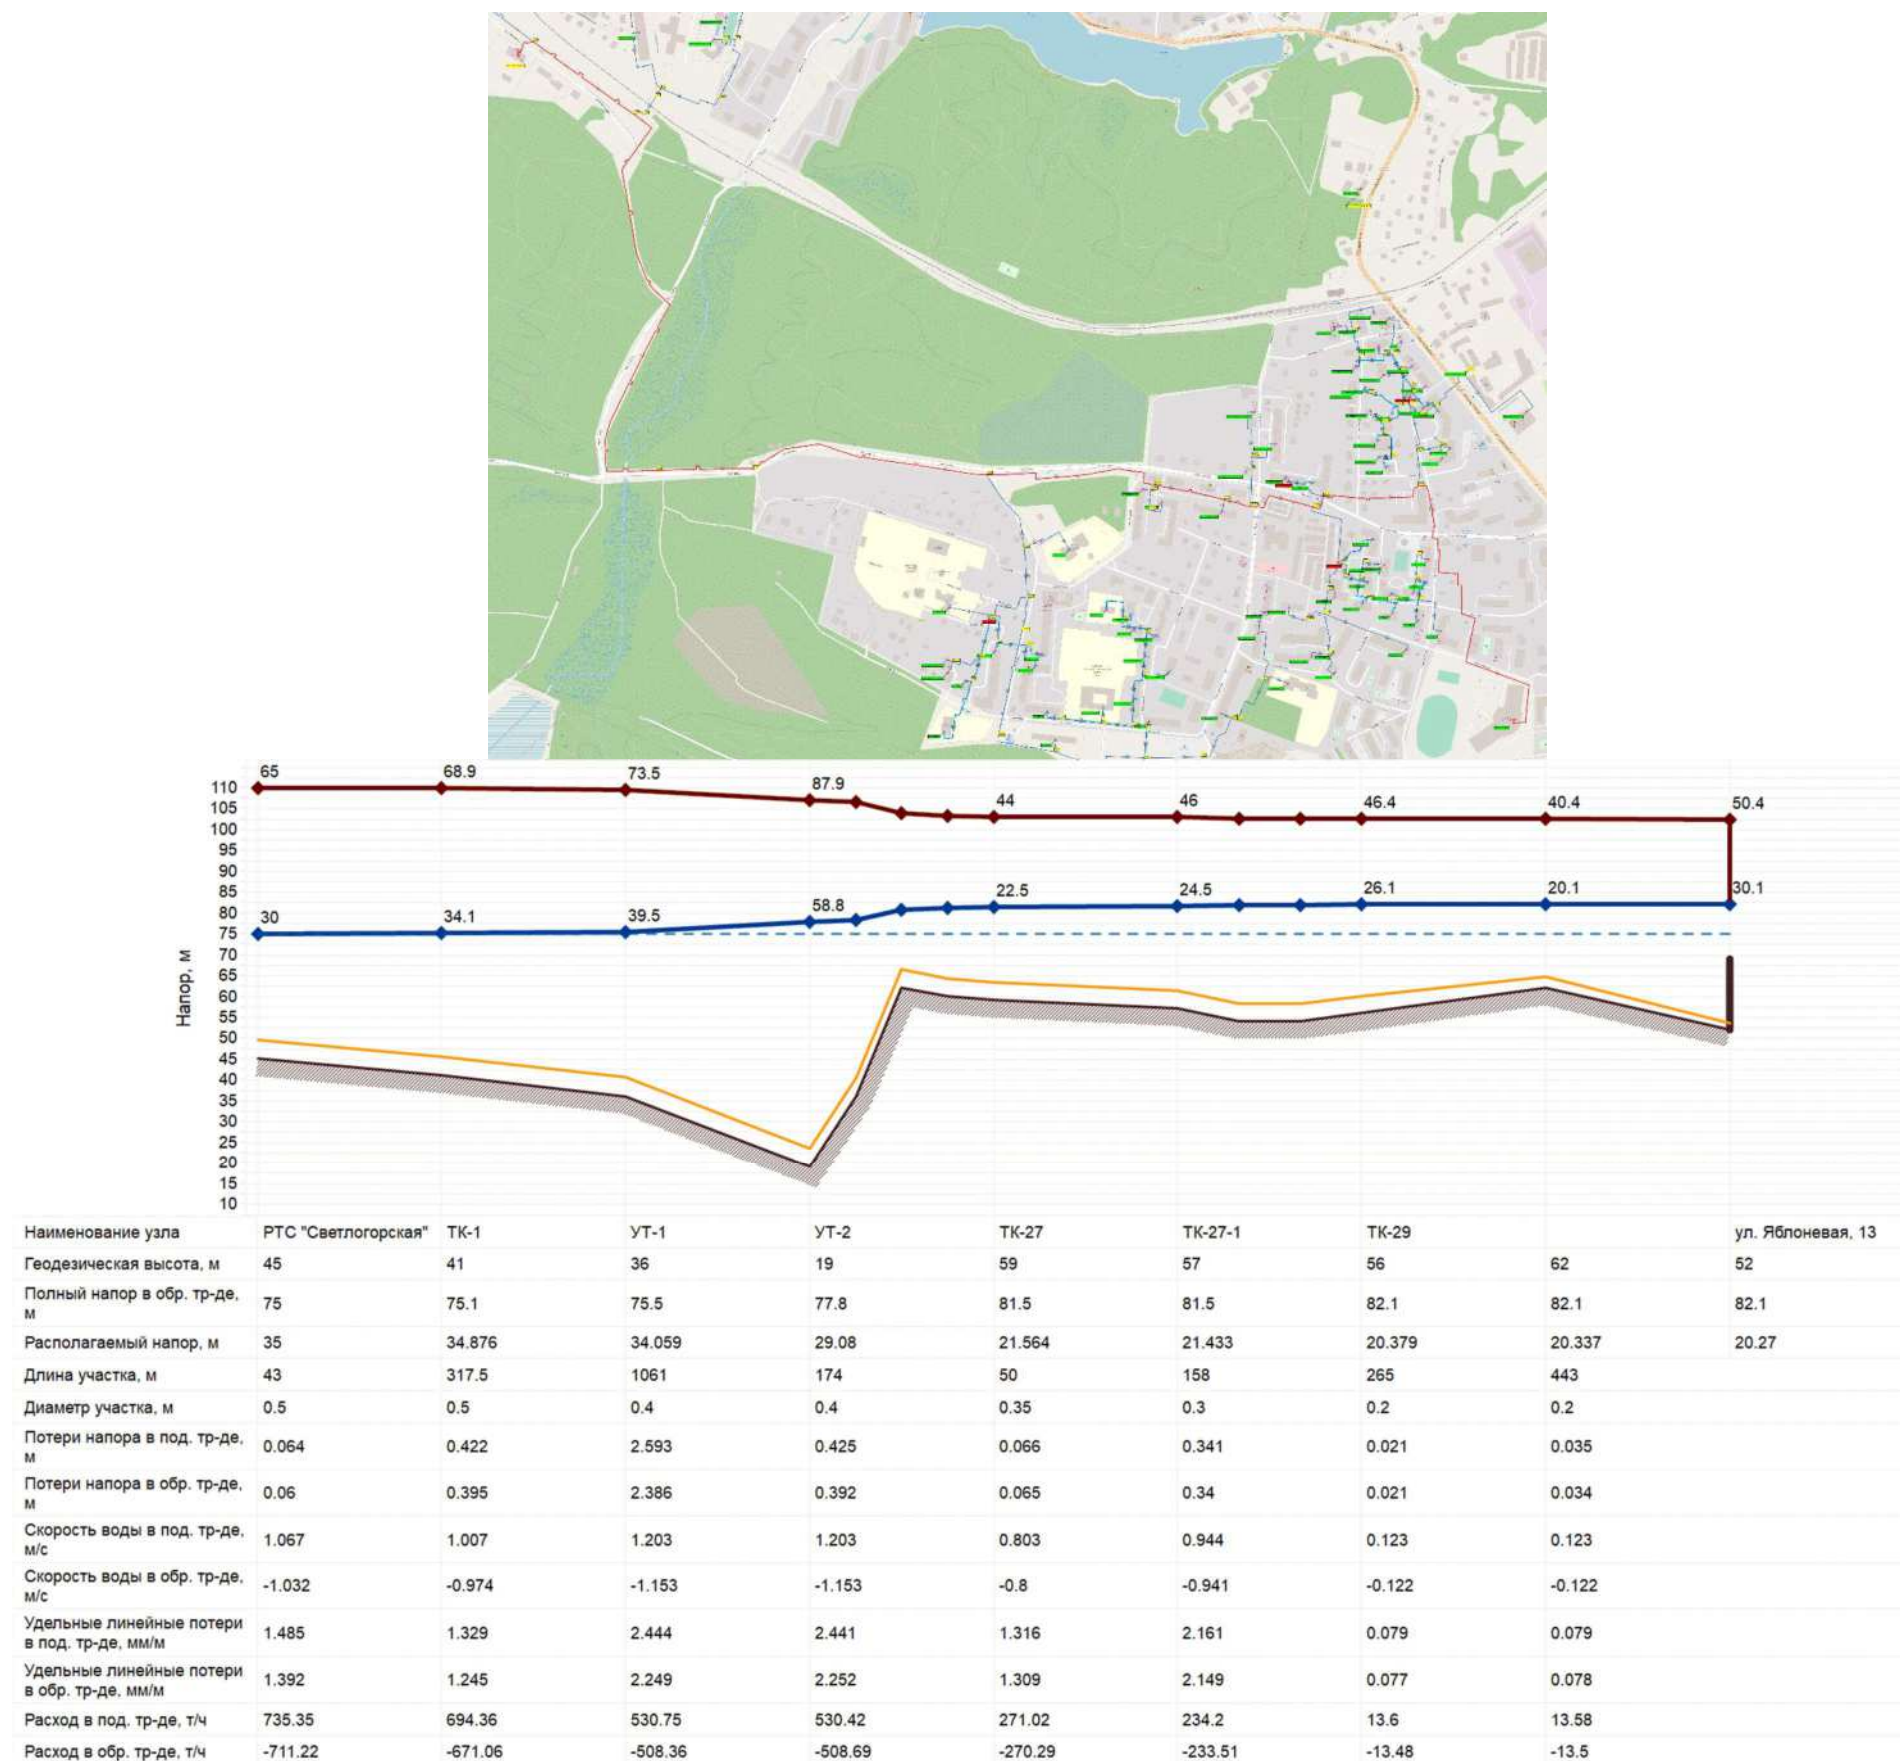 65 68.9 73.5 87.9 44 46 46.4 40.4 50.4
110
105
100
95
90
85
80
75
70
65
60
55
50
45
40
35
30
25
20
15
10
30 34.1 39.5 58.8 22.5 24.5 26.1 20.1 30.1
Напор, м
Наименование узла РТС "Светлогорская" ТК-1 УТ-1 УТ-2 ТК-27 ТК-27-1 ТК-29 ул. Яблоневая, 13
Геодезическая высота, м 45 41 36 19 59 57 56 62 52
Полный напор в обр. тр-де,
м 75 75.1 75.5 77.8 81.5 81.5 82.1 82.1 82.1
Располагаемый напор, м 35 34.876 34.059 29.08 21.564 21.433 20.379 20.337 20.27
Длина участка, м 43 317.5 1061 174 50 158 265 443
Диаметр участка, м 0.5 0.5 0.4 0.4 0.35 0.3 0.2 0.2
Потери напора в под. тр-де,
м 0.064 0.422 2.593 0.425 0.066 0.341 0.021 0.035
Потери напора в обр. тр-де,
м 0.06 0.395 2.386 0.392 0.065 0.34 0.021 0.034
Скорость воды в под. тр-де,
м/с 1.067 1.007 1.203 1.203 0.803 0.944 0.123 0.123
Скорость воды в обр. тр-де,
м/с -1.032 -0.974 -1.153 -1.153 -0.8 -0.941 -0.122 -0.122
Удельные линейные потери
в под. тр-де, мм/м 1.485 1.329 2.444 2.441 1.316 2.161 0.079 0.079
Удельные линейные потери
в обр. тр-де, мм/м 1.392 1.245 2.249 2.252 1.309 2.149 0.077 0.078
Расход в под. тр-де, т/ч 735.35 694.36 530.75 530.42 271.02 234.2 13.6 13.58
Расход в обр. тр-де, т/ч -711.22 -671.06 -508.36 -508.69 -270.29 -233.51 -13.48 -13.5